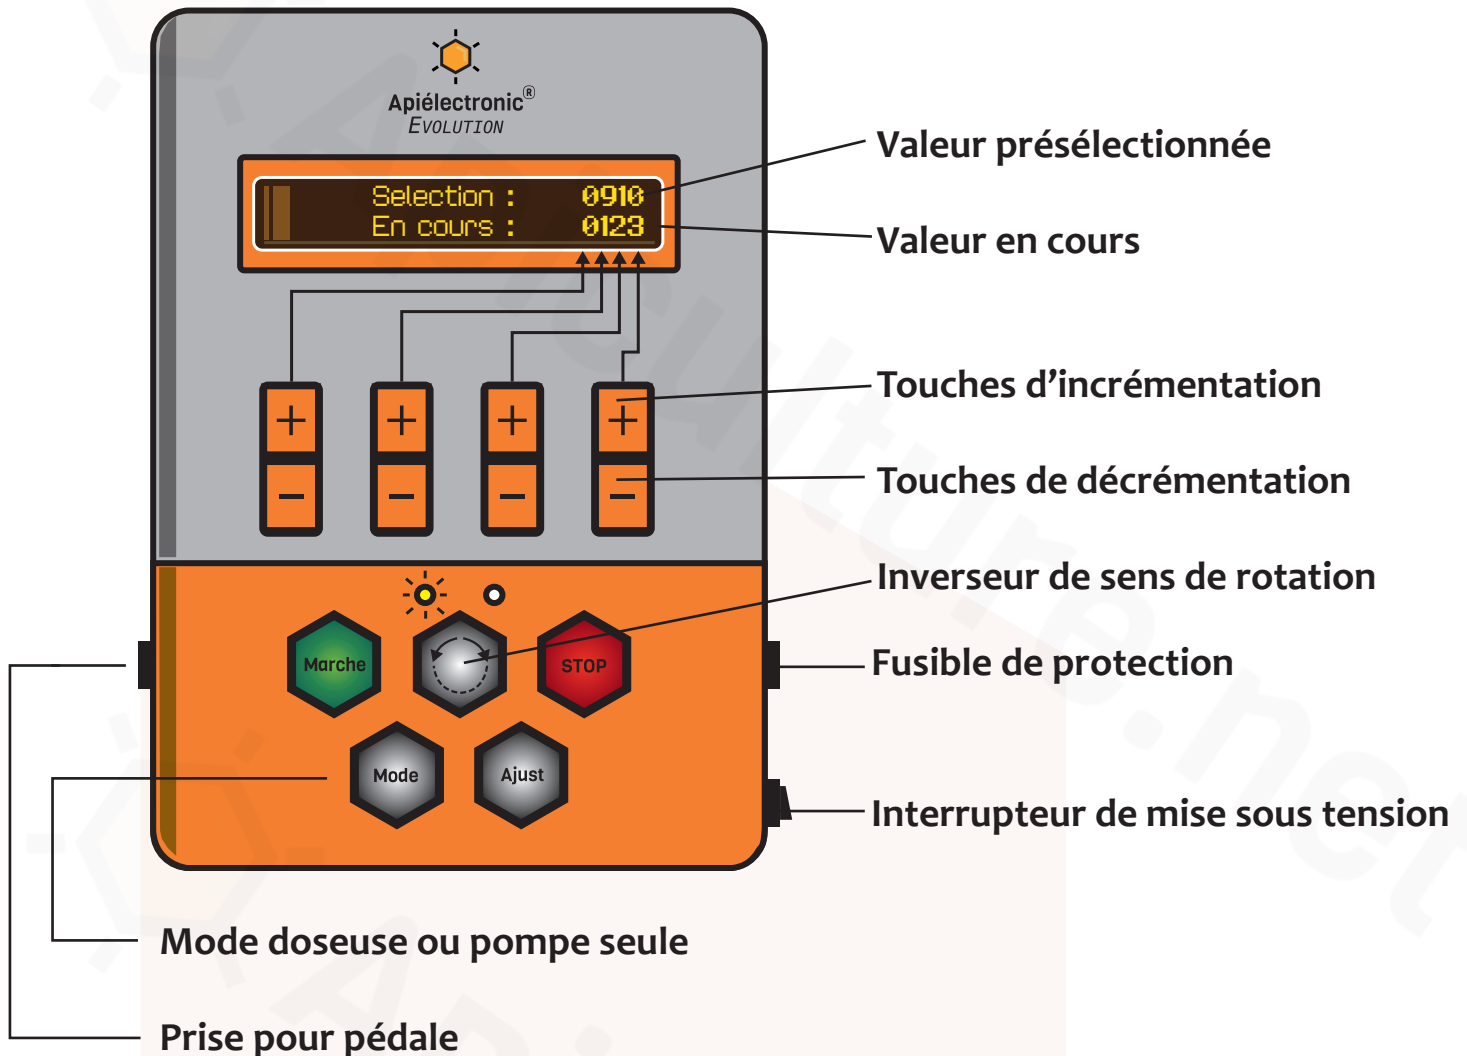 Apiélectronic®
EVOLUTION
Selection : 0910
En cours : 0123
Valeur présélectionnée
Valeur en cours
+ + + +
- - - -
Touches d’incrémentation
Touches de décrémentation
Inverseur de sens de rotation
Marche
STOP
Fusible de protection
Mode
Ajust
Interrupteur de mise sous tension
Mode doseuse ou pompe seule
Prise pour pédale
Apiculture.net